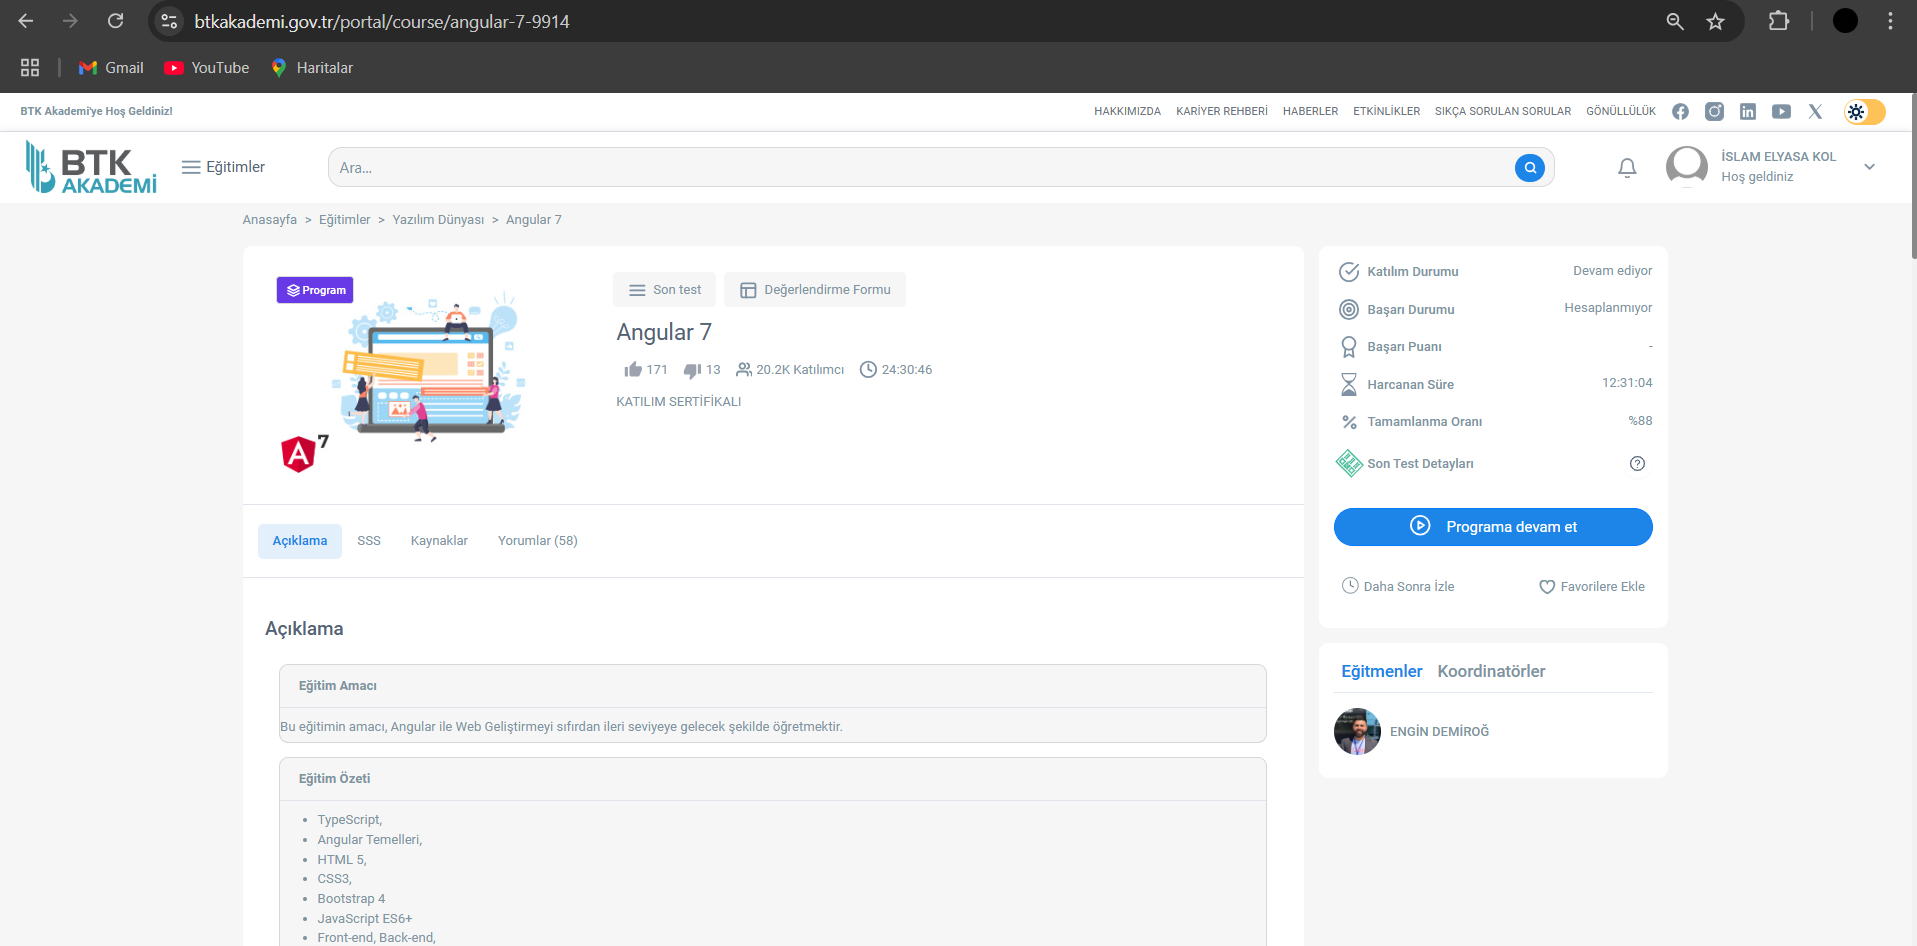 btkakademi.gov.tr/portal/course/angular-7-9914
Gmail YouTube Haritalar
BTK Akademi'ye Hoş Geldiniz!
HAKKIMIZDA KARİYER REHBERİ HABERLER ETKİNLİKLER SIKÇA SORULAN SORULAR GÖNÜLLÜLÜK
BTK
AKADEMİ
Eğitimler
Ara...
İSLAM ELYASA KOL
Hoş geldiniz
Anasayfa > Eğitimler > Yazılım Dünyası > Angular 7
Program
7
A
Son test Değerlendirme Formu
Angular 7
171 13 20.2K Katılımcı 24:30:46
KATILIM SERTİFİKALI
Açıklama SSS Kaynaklar Yorumlar (58)
Açıklama
Eğitim Amacı
Bu eğitimin amacı, Angular ile Web Geliştirmeyi sıfırdan ileri seviyeye gelecek şekilde öğretmektir.
Eğitim Özeti
• TypeScript,
• Angular Temelleri,
• HTML 5,
• CSS3,
• Bootstrap 4
• JavaScript ES6+
• Front-end, Back-end,
Katılım Durumu Devam ediyor
Başarı Durumu Hesaplanmıyor
Başarı Puanı -
Harcanan Süre 12:31:04
Tamamlanma Oranı %88
Son Test Detayları
Programa devam et
Daha Sonra İzle Favorilere Ekle
Eğitmenler Koordinatörler
ENGİN DEMİROĞ